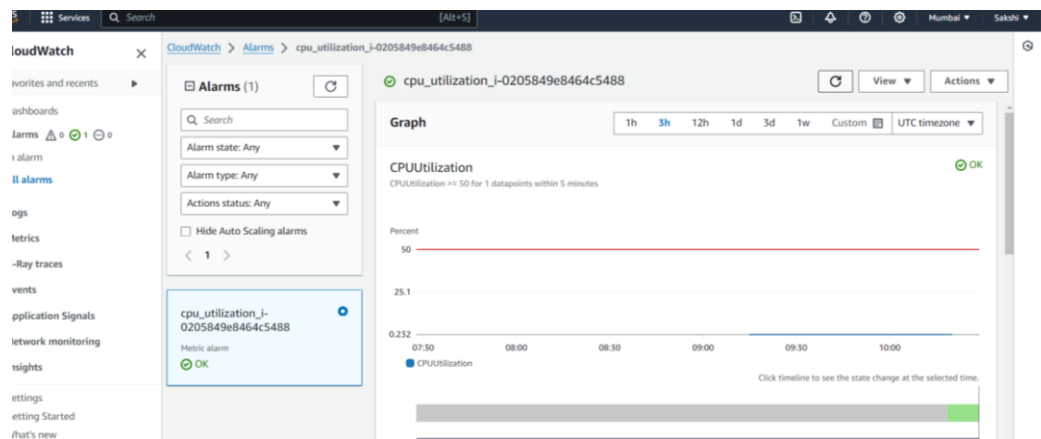 Services Search [Alt+S] Mumbai ▼ Sakshi ▼
loudWatch
avorites and recents
ashboards
larms 0 1 0
alarm
ll alarms
ogs
Metrics
-Ray traces
vents
pplication Signals
etwork monitoring
nsights
ettings
etting Started
hat's new
CloudWatch > Alarms > cpu_utilization_i-0205849e8464c5488
Alarms (1)
Search
Alarm state: Any
Alarm type: Any
Actions status: Any
Hide Auto Scaling alarms
< 1 >
cpu_utilization_i-
0205849e8464c5488
Metric alarm
OK
cpu_utilization_i-0205849e8464c5488
View ▼ Actions ▼
Graph
1h 3h 12h 1d 3d 1w Custom UTC timezone ▼
CPUUtilization
OK
CPUUtilization >= 50 for 1 datapoints within 5 minutes
Percent
50
25.1
0.232
07:30 08:00 08:30 09:00 09:30 10:00
CPUUtilization
Click timeline to see the state change at the selected time.